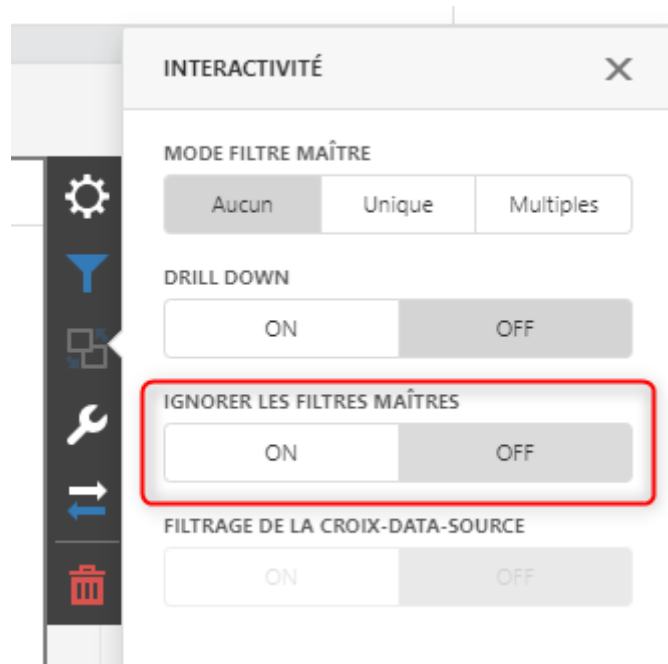 INTERACTIVITÉ
MODE FILTRE MAÎTRE
Aucun Unique Multiples
DRILL DOWN
ON OFF
IGNORER LES FILTRES MAÎTRES
ON OFF
FILTRAGE DE LA CROIX-DATA-SOURCE
ON OFF